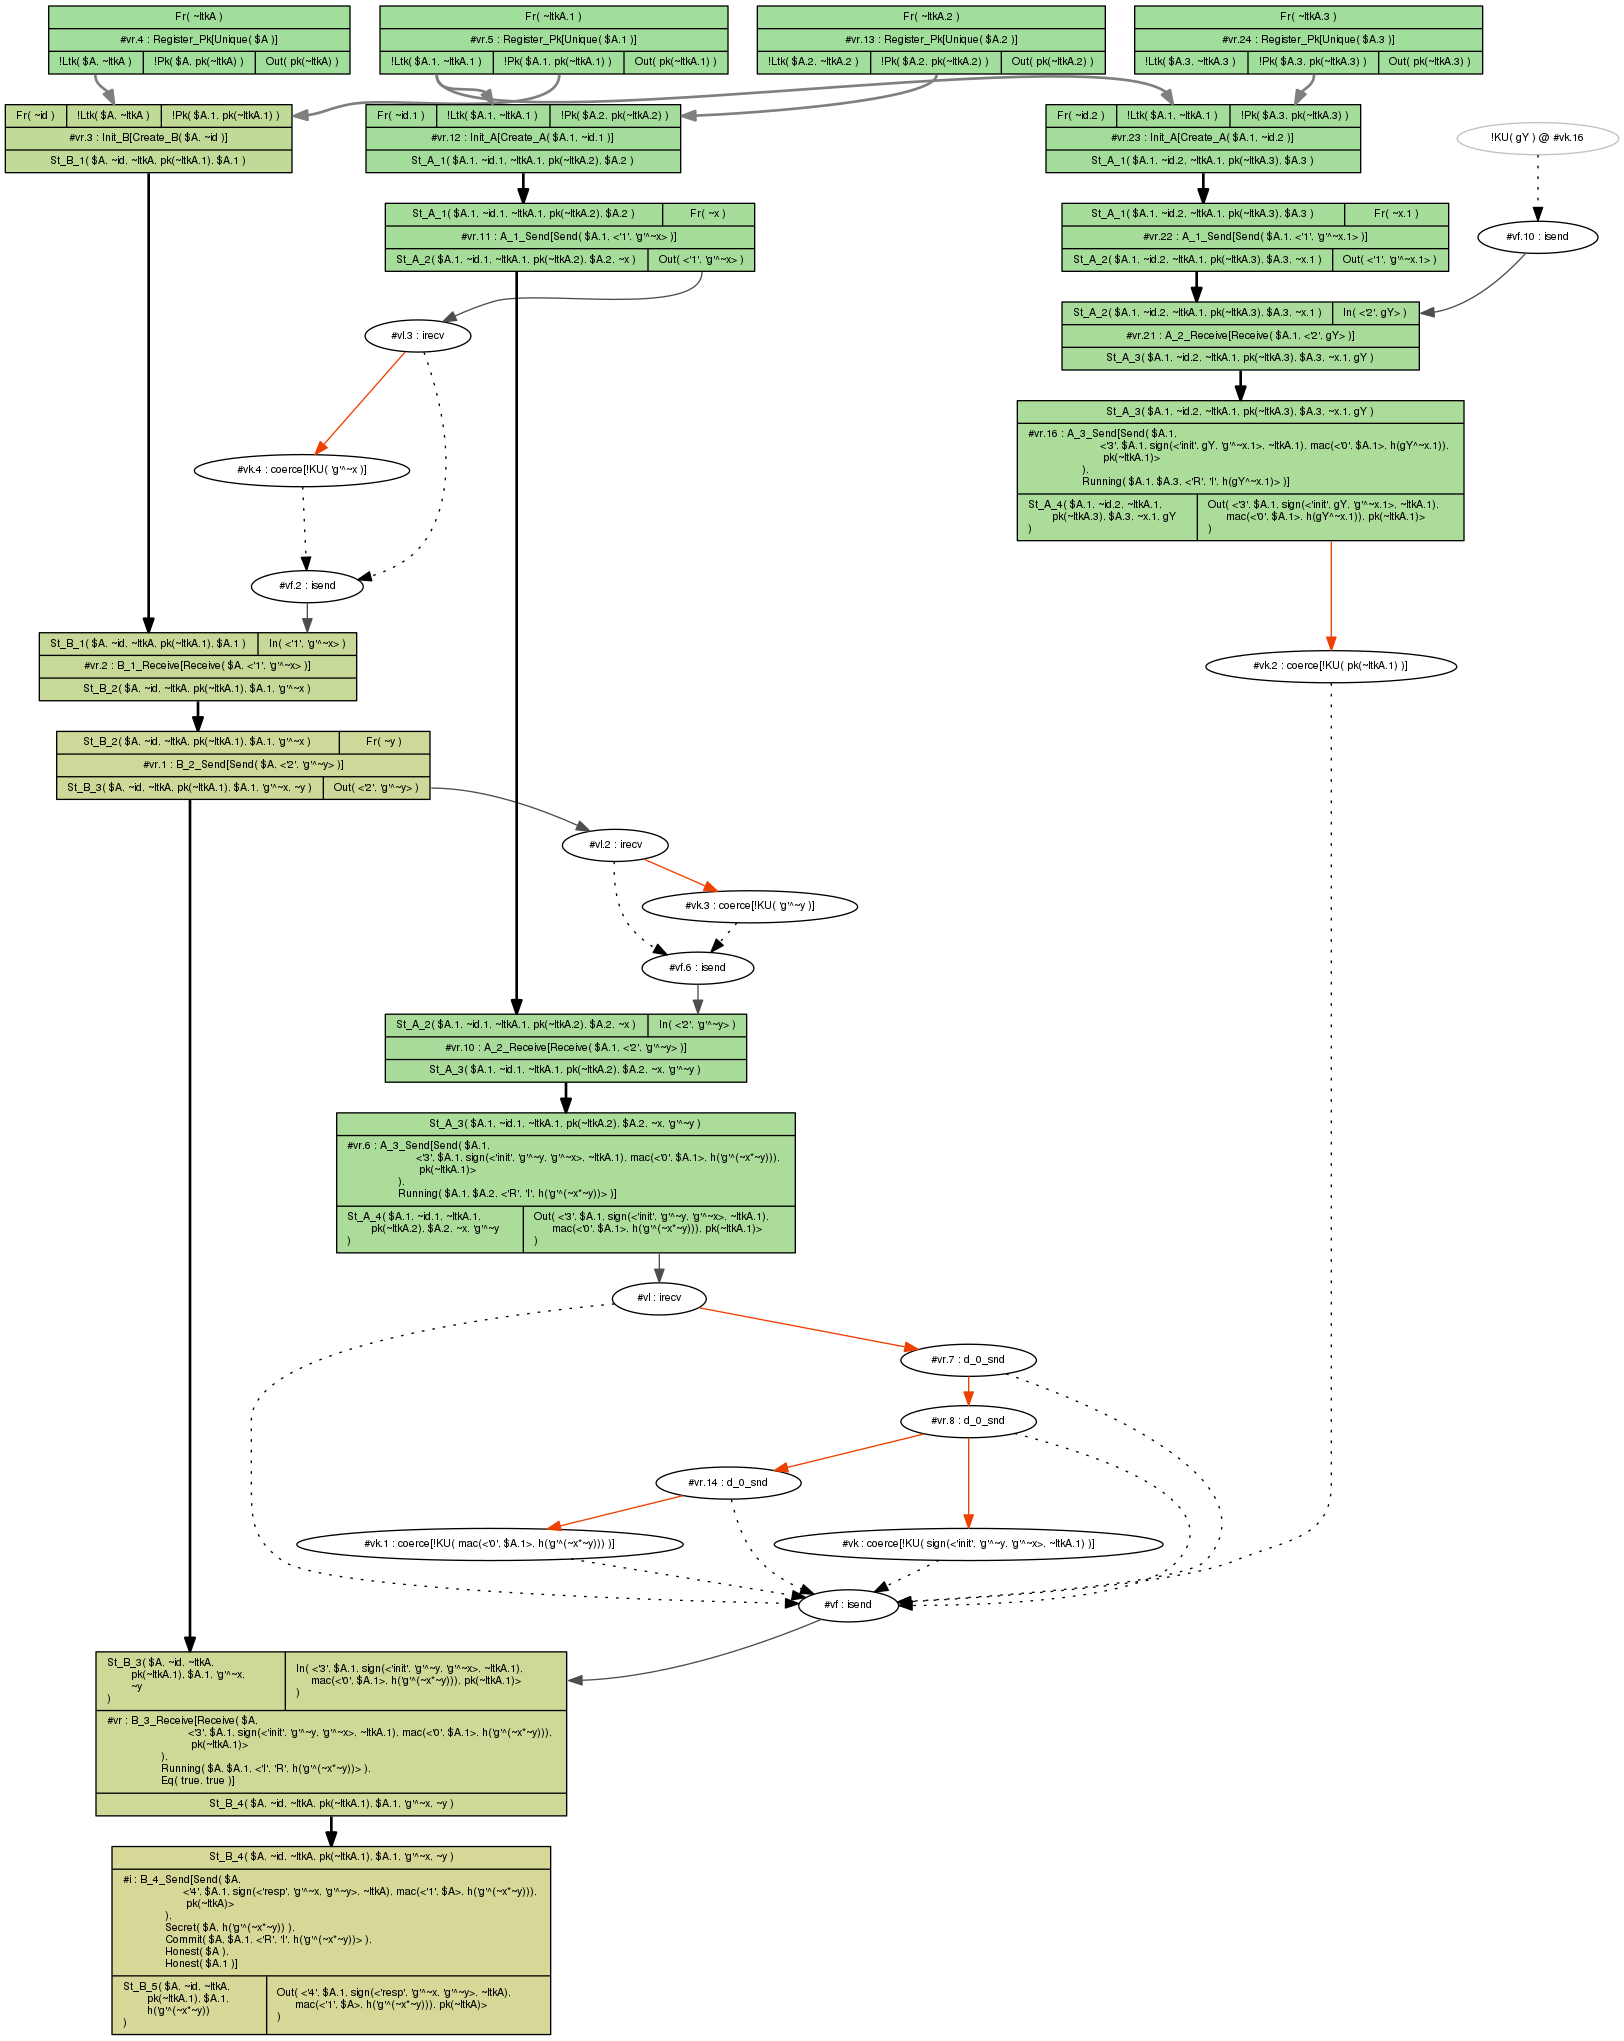 Fr( ~ltkA )
#vr.4 : Register_Pk[Unique( $A )]
!Ltk( $A, ~ltkA )
!Pk( $A, pk(~ltkA) )
Out( pk(~ltkA) )
Fr( ~ltkA.1 )
#vr.5 : Register_Pk[Unique( $A.1 )]
!Ltk( $A.1, ~ltkA.1 )
!Pk( $A.1, pk(~ltkA.1) )
Out( pk(~ltkA.1) )
Fr( ~ltkA.2 )
#vr.13 : Register_Pk[Unique( $A.2 )]
!Ltk( $A.2, ~ltkA.2 )
!Pk( $A.2, pk(~ltkA.2) )
Out( pk(~ltkA.2) )
Fr( ~ltkA.3 )
#vr.24 : Register_Pk[Unique( $A.3 )]
!Ltk( $A.3, ~ltkA.3 )
!Pk( $A.3, pk(~ltkA.3) )
Out( pk(~ltkA.3) )
Fr( ~id )
!Ltk( $A, ~ltkA )
!Pk( $A.1, pk(~ltkA.1) )
#vr.3 : Init_B[Create_B( $A, ~id )]
St_B_1( $A, ~id, ~ltkA, pk(~ltkA.1), $A.1 )
Fr( ~id.1 )
!Ltk( $A.1, ~ltkA.1 )
!Pk( $A.2, pk(~ltkA.2) )
#vr.12 : Init_A[Create_A( $A.1, ~id.1 )]
St_A_1( $A.1, ~id.1, ~ltkA.1, pk(~ltkA.2), $A.2 )
Fr( ~id.2 )
!Ltk( $A.1, ~ltkA.1 )
!Pk( $A.3, pk(~ltkA.3) )
#vr.23 : Init_A[Create_A( $A.1, ~id.2 )]
St_A_1( $A.1, ~id.2, ~ltkA.1, pk(~ltkA.3), $A.3 )
!KU( gY ) @ #vk.16
St_A_1( $A.1, ~id.1, ~ltkA.1, pk(~ltkA.2), $A.2 )
Fr( ~x )
#vr.11 : A_1_Send[Send( $A.1, <'1', 'g'^~x> )]
St_A_2( $A.1, ~id.1, ~ltkA.1, pk(~ltkA.2), $A.2, ~x )
Out( <'1', 'g'^~x> )
St_A_1( $A.1, ~id.2, ~ltkA.1, pk(~ltkA.3), $A.3 )
Fr( ~x.1 )
#vr.22 : A_1_Send[Send( $A.1, <'1', 'g'^~x.1> )]
St_A_2( $A.1, ~id.2, ~ltkA.1, pk(~ltkA.3), $A.3, ~x.1 )
Out( <'1', 'g'^~x.1> )
#vf.10 : isend
#vl.3 : irecv
St_A_2( $A.1, ~id.2, ~ltkA.1, pk(~ltkA.3), $A.3, ~x.1 )
In( <'2', gY> )
#vr.21 : A_2_Receive[Receive( $A.1, <'2', gY> )]
St_A_3( $A.1, ~id.2, ~ltkA.1, pk(~ltkA.3), $A.3, ~x.1, gY )
#vk.4 : coerce[!KU( 'g'^~x )]
St_A_3( $A.1, ~id.2, ~ltkA.1, pk(~ltkA.3), $A.3, ~x.1, gY )
#vr.16 : A_3_Send[Send( $A.1,
<'3', $A.1, sign(<'init', gY, 'g'^~x.1>, ~ltkA.1), mac(<'0', $A.1>, h(gY^~x.1)),
pk(~ltkA.1)>
),
Running( $A.1, $A.3, <'R', 'I', h(gY^~x.1)> )]
St_A_4( $A.1, ~id.2, ~ltkA.1,
pk(~ltkA.3), $A.3, ~x.1, gY
)
Out( <'3', $A.1, sign(<'init', gY, 'g'^~x.1>, ~ltkA.1),
mac(<'0', $A.1>, h(gY^~x.1)), pk(~ltkA.1)>
)
#vf.2 : isend
St_B_1( $A, ~id, ~ltkA, pk(~ltkA.1), $A.1 )
In( <'1', 'g'^~x> )
#vr.2 : B_1_Receive[Receive( $A, <'1', 'g'^~x> )]
St_B_2( $A, ~id, ~ltkA, pk(~ltkA.1), $A.1, 'g'^~x )
#vk.2 : coerce[!KU( pk(~ltkA.1) )]
St_B_2( $A, ~id, ~ltkA, pk(~ltkA.1), $A.1, 'g'^~x )
Fr( ~y )
#vr.1 : B_2_Send[Send( $A, <'2', 'g'^~y> )]
St_B_3( $A, ~id, ~ltkA, pk(~ltkA.1), $A.1, 'g'^~x, ~y )
Out( <'2', 'g'^~y> )
#vl.2 : irecv
#vk.3 : coerce[!KU( 'g'^~y )]
#vf.6 : isend
St_A_2( $A.1, ~id.1, ~ltkA.1, pk(~ltkA.2), $A.2, ~x )
In( <'2', 'g'^~y> )
#vr.10 : A_2_Receive[Receive( $A.1, <'2', 'g'^~y> )]
St_A_3( $A.1, ~id.1, ~ltkA.1, pk(~ltkA.2), $A.2, ~x, 'g'^~y )
St_A_3( $A.1, ~id.1, ~ltkA.1, pk(~ltkA.2), $A.2, ~x, 'g'^~y )
#vr.6 : A_3_Send[Send( $A.1,
<'3', $A.1, sign(<'init', 'g'^~y, 'g'^~x>, ~ltkA.1), mac(<'0', $A.1>, h('g'^(~x*~y))),
pk(~ltkA.1)>
),
Running( $A.1, $A.2, <'R', 'I', h('g'^(~x*~y))> )]
St_A_4( $A.1, ~id.1, ~ltkA.1,
pk(~ltkA.2), $A.2, ~x, 'g'^~y
)
Out( <'3', $A.1, sign(<'init', 'g'^~y, 'g'^~x>, ~ltkA.1),
mac(<'0', $A.1>, h('g'^(~x*~y))), pk(~ltkA.1)>
)
#vl : irecv
#vr.7 : d_0_snd
#vr.8 : d_0_snd
#vr.14 : d_0_snd
#vk.1 : coerce[!KU( mac(<'0', $A.1>, h('g'^(~x*~y))) )]
#vk : coerce[!KU( sign(<'init', 'g'^~y, 'g'^~x>, ~ltkA.1) )]
#vf : isend
St_B_3( $A, ~id, ~ltkA,
pk(~ltkA.1), $A.1, 'g'^~x,
~y
)
In( <'3', $A.1, sign(<'init', 'g'^~y, 'g'^~x>, ~ltkA.1),
mac(<'0', $A.1>, h('g'^(~x*~y))), pk(~ltkA.1)>
)
#vr : B_3_Receive[Receive( $A,
<'3', $A.1, sign(<'init', 'g'^~y, 'g'^~x>, ~ltkA.1), mac(<'0', $A.1>, h('g'^(~x*~y))),
pk(~ltkA.1)>
),
Running( $A, $A.1, <'I', 'R', h('g'^(~x*~y))> ),
Eq( true, true )]
St_B_4( $A, ~id, ~ltkA, pk(~ltkA.1), $A.1, 'g'^~x, ~y )
St_B_4( $A, ~id, ~ltkA, pk(~ltkA.1), $A.1, 'g'^~x, ~y )
#i : B_4_Send[Send( $A,
<'4', $A.1, sign(<'resp', 'g'^~x, 'g'^~y>, ~ltkA), mac(<'1', $A>, h('g'^(~x*~y))),
pk(~ltkA)>
),
Secret( $A, h('g'^(~x*~y)) ),
Commit( $A, $A.1, <'R', 'I', h('g'^(~x*~y))> ),
Honest( $A ),
Honest( $A.1 )]
St_B_5( $A, ~id, ~ltkA,
pk(~ltkA.1), $A.1,
h('g'^(~x*~y))
)
Out( <'4', $A.1, sign(<'resp', 'g'^~x, 'g'^~y>, ~ltkA),
mac(<'1', $A>, h('g'^(~x*~y))), pk(~ltkA)>
)